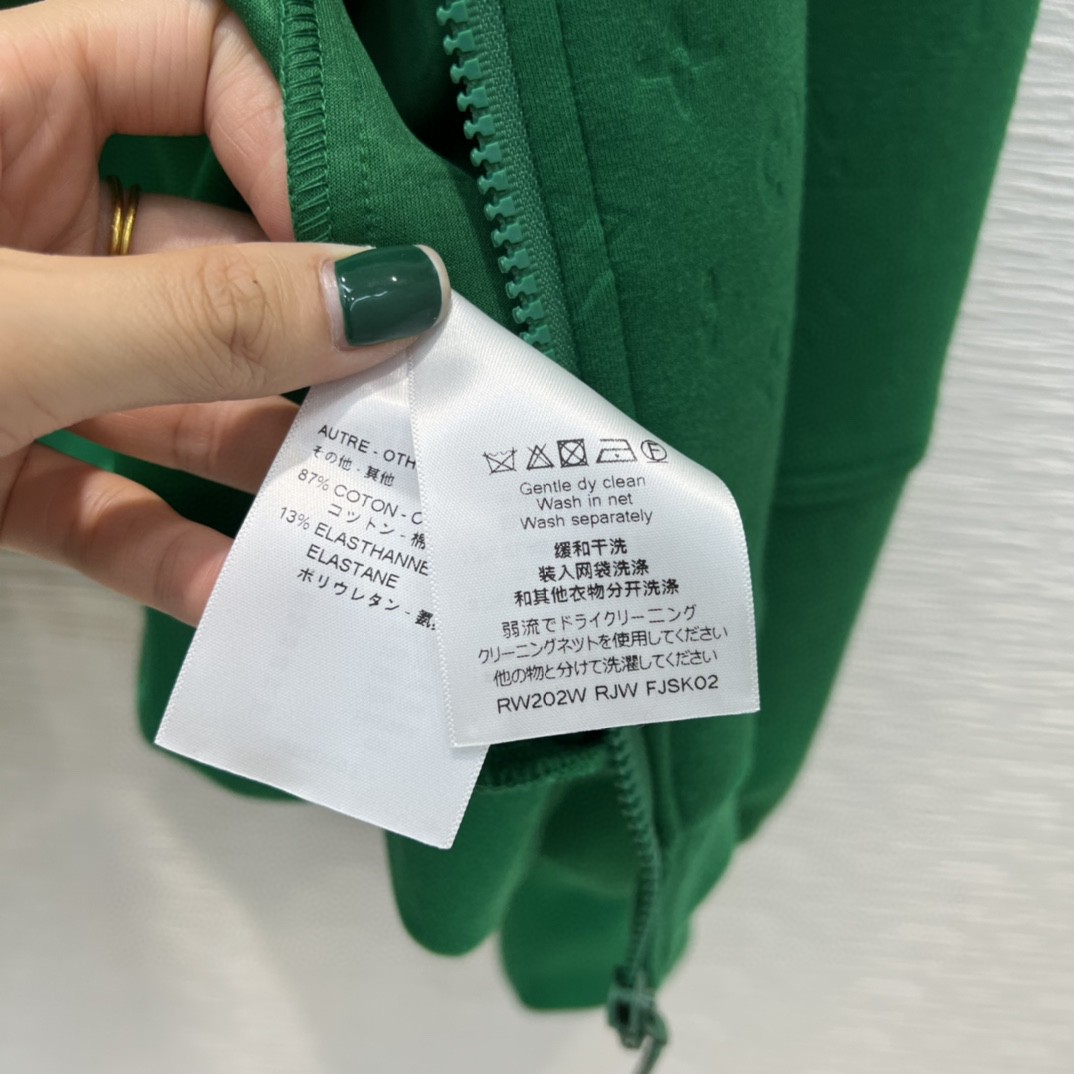 AUTRE - OTH
その他 - 其他
87% COTON - C
コットン - 棉
13% ELASTHANNE
ELASTANE
ポリウレタン - 氨
Gentle dy clean
Wash in net
Wash separately
缓和干洗
装入网袋洗涤
和其他衣物分开洗涤
弱流でドライクリーニング
クリーニングネットを使用してください
他の物と分けて洗濯してください
RW202W RJW FJSK02